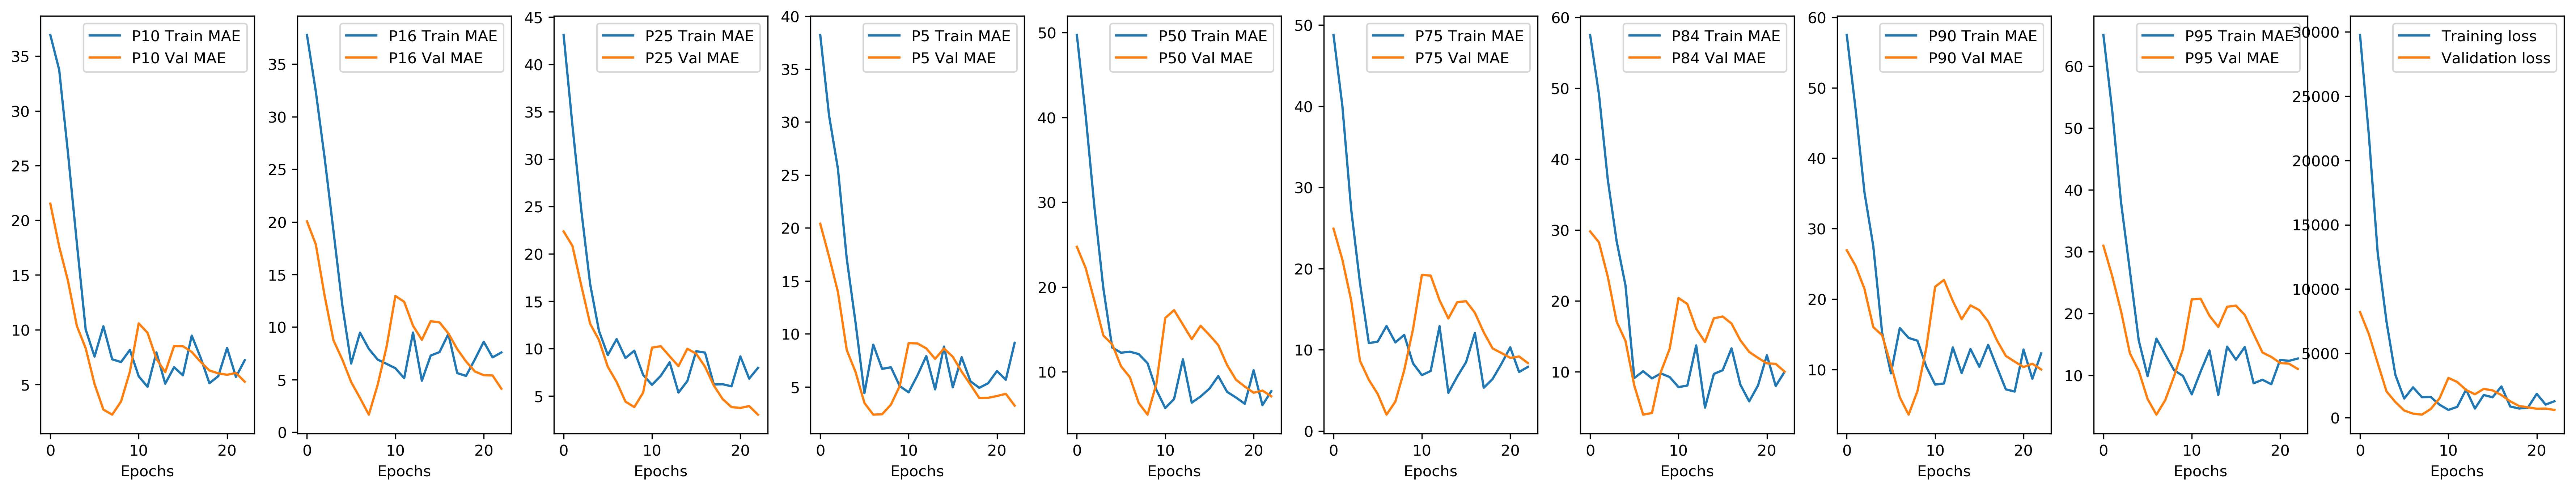 P10 Train MAE
P10 Val MAE
35
30
25
20
15
10
5
0 10 20
Epochs
P16 Train MAE
P16 Val MAE
35
30
25
20
15
10
5
0
0 10 20
Epochs
P25 Train MAE
P25 Val MAE
45
40
35
30
25
20
15
10
5
0 10 20
Epochs
P5 Train MAE
P5 Val MAE
40
35
30
25
20
15
10
5
0 10 20
Epochs
P50 Train MAE
P50 Val MAE
50
40
30
20
10
0 10 20
Epochs
P75 Train MAE
P75 Val MAE
50
40
30
20
10
0
0 10 20
Epochs
P84 Train MAE
P84 Val MAE
60
50
40
30
20
10
0 10 20
Epochs
P90 Train MAE
P90 Val MAE
60
50
40
30
20
10
0 10 20
Epochs
P95 Train MAE
P95 Val MAE
60
50
40
30
20
10
0 10 20
Epochs
Training loss
Validation loss
30000
25000
20000
15000
10000
5000
0
0 10 20
Epochs